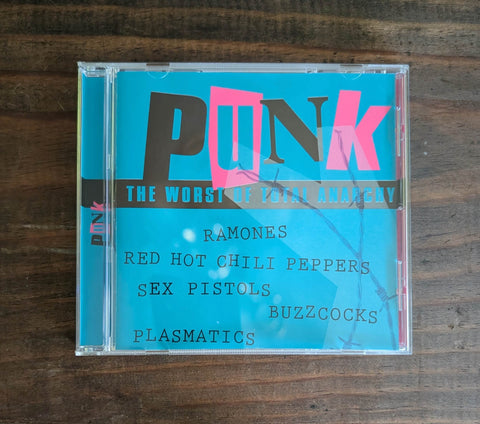 PUNK
THE WORST OF TOTAL ANARCHY
RAMONES
RED HOT CHILI PEPPERS
SEX PISTOLS
BUZZCOCKS
PLASMATICS
PUNK